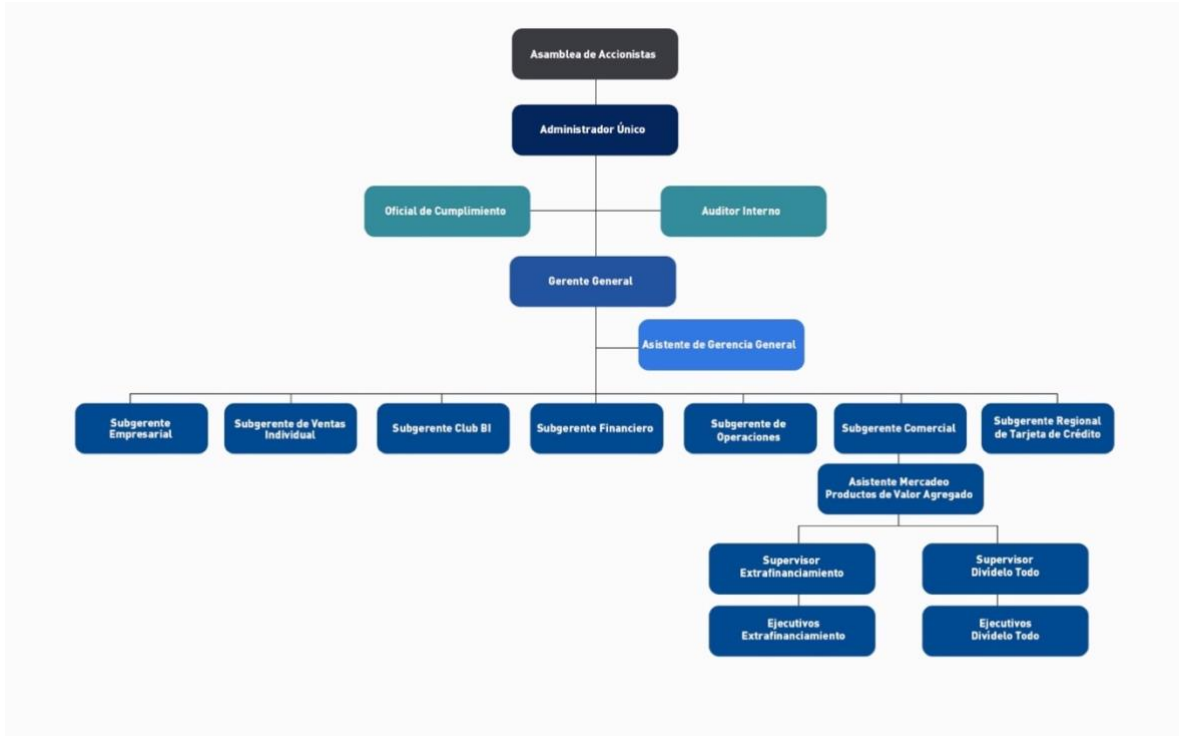 Asamblea de Accionistas
Administrador Único
Oficial de Cumplimiento
Auditor Interno
Gerente General
Asistente de Gerencia General
Subgerente
Empresarial
Subgerente de Ventas
Individual
Subgerente Club BI
Subgerente Financiero
Subgerente de
Operaciones
Subgerente Comercial
Subgerente Regional
de Tarjeta de Crédito
Asistente Mercadeo
Productos de Valor Agregado
Supervisor
Extrafinanciamiento
Supervisor
Divídelo Todo
Ejecutivos
Extrafinanciamiento
Ejecutivos
Divídelo Todo